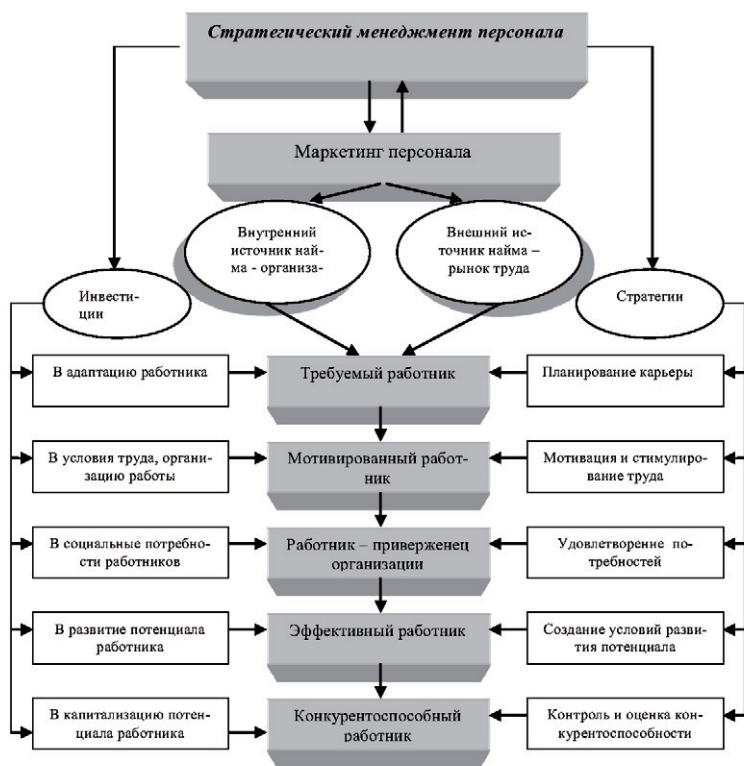 Стратегический менеджмент персонала
Маркетинг персонала
Внутренний
источник най-
ма - организа-
Внешний ис-
точник найма –
рынок труда
Инвести-
ции
Стратегии
В адаптацию работника
Требуемый работник
Планирование карьеры
В условия труда, органи-
зацию работы
Мотивированный работ-
ник
Мотивация и стимулиро-
вание труда
В социальные потребно-
сти работников
Работник – приверженец
организации
Удовлетворение по-
требностей
В развитие потенциала
работника
Эффективный работник
Создание условий разви-
тия потенциала
В капитализацию потен-
циала работника
Конкурентоспособный
работник
Контроль и оценка кон-
курентоспособности